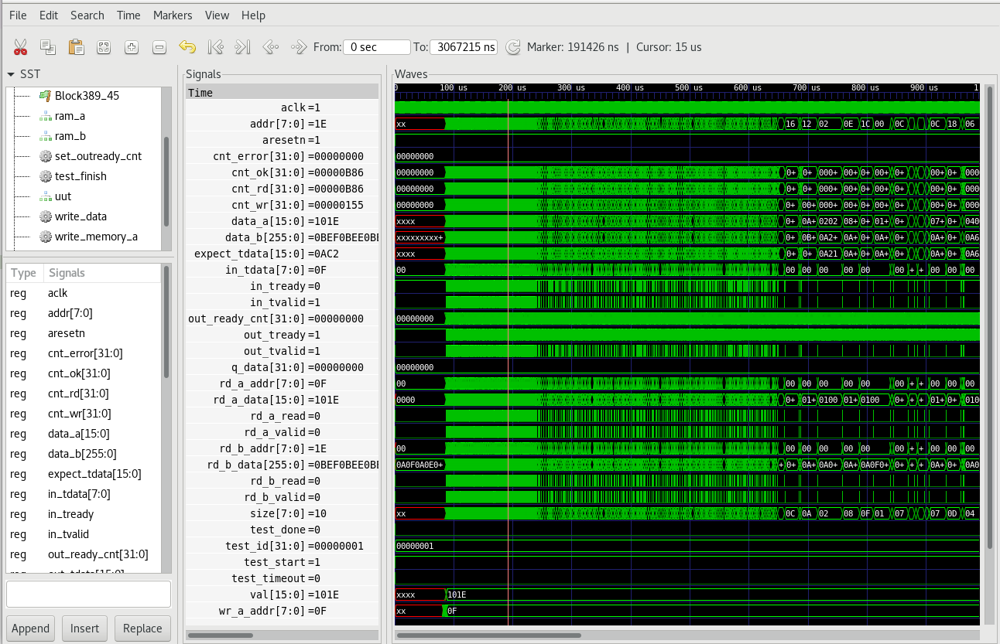 File Edit Search Time Markers View Help
From: 0 sec To: 3067215 ns Marker: 191426 ns | Cursor: 15 us
SST
Block389_45
ram_a
ram_b
set_outready_cnt
test_finish
uut
write_data
write_memory_a
Type Signals
reg aclk
reg addr[7:0]
reg aresetn
reg cnt_error[31:0]
reg cnt_ok[31:0]
reg cnt_rd[31:0]
reg cnt_wr[31:0]
reg data_a[15:0]
reg data_b[255:0]
reg expect_tdata[15:0]
reg in_tdata[7:0]
reg in_tready
reg in_tvalid
reg out_ready_cnt[31:0]
Append Insert Replace
Signals
Time
aclk=1
addr[7:0]=1E
aresetn=1
cnt_error[31:0]=00000000
cnt_ok[31:0]=00000B86
cnt_rd[31:0]=00000B86
cnt_wr[31:0]=00000155
data_a[15:0]=101E
data_b[255:0]=0BEF0BEE0BE
expect_tdata[15:0]=0AC2
in_tdata[7:0]=0F
in_tready=0
in_tvalid=1
out_ready_cnt[31:0]=00000000
out_tready=1
out_tvalid=1
q_data[31:0]=00000000
rd_a_addr[7:0]=0F
rd_a_data[15:0]=101E
rd_a_read=0
rd_a_valid=0
rd_b_addr[7:0]=1E
rd_b_data[255:0]=0BEF0BEE0BE
rd_b_read=0
rd_b_valid=0
size[7:0]=10
test_done=0
test_id[31:0]=00000001
test_start=1
test_timeout=0
val[15:0]=101E
wr_a_addr[7:0]=0F
Waves
0 100 us 200 us 300 us 400 us 500 us 600 us 700 us 800 us 900 us 1
xx 16 12 02 0E 1C 00 0C 0C 18 06
00000000
00000000 0+ 0+ 000+ 00+ 0+ 00+ 0+ 00+ 0+ 000
00000000 0+ 0+ 000+ 00+ 0+ 00+ 0+ 00+ 0+ 000
00000000 0+ 00+ 000+ 00+ 0+ 00+ 0+ 00+ 0+ 000
xxxx 0+ 0A+ 0202 08+ 0+ 01+ 0+ 07+ 0+ 040
xxxxxxxxx+ 0+ 0B+ 0A2+ 0A+ 0+ 0A+ 0+ 0A+ 0+ 0A6
xxxx 0+ 0+ 0A21 0A+ 0+ 0A+ 0+ 0A+ 0+ 0A6
00 00 00 00 00 00 00 + + 00 00 00
00000000
00000000
00 00 00 00 00 00 00 + + 00 00 00
0000 0+ 01+ 0100 01+ 0100 0+ + + 01+ 0+ 010
00 00 00 00 00 00 00 + + 00 00 00
0A0F0A0E0+ + 0+ 0A+ 0A0+ 0A+ 0A0F0+ 0+ + + 0A+ 0+ 0A0
xx 0C 0A 02 08 0F 01 07 07 0D 04
00000001
xxxx 101E
xx 0F